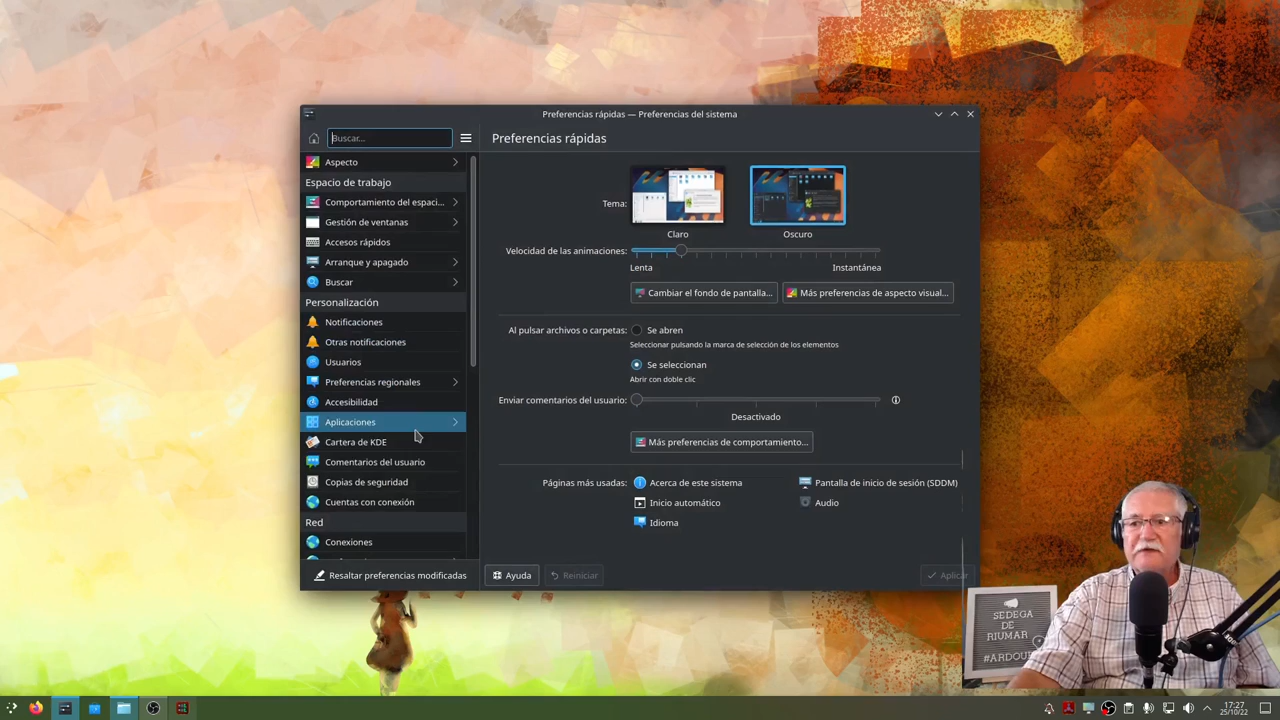 Preferencias rápidas — Preferencias del sistema
Buscar...
Preferencias rápidas
Aspecto
Espacio de trabajo
Comportamiento del espaci...
Gestión de ventanas
Accesos rápidos
Arranque y apagado
Buscar
Personalización
Notificaciones
Otras notificaciones
Usuarios
Preferencias regionales
Accesibilidad
Aplicaciones
Cartera de KDE
Comentarios del usuario
Copias de seguridad
Cuentas con conexión
Red
Conexiones
Resaltar preferencias modificadas
Tema:
Claro
Oscuro
Velocidad de las animaciones:
Lenta
Instantánea
Cambiar el fondo de pantalla...
Más preferencias de aspecto visual...
Al pulsar archivos o carpetas:
Se abren
Seleccionar pulsando la marca de selección de los elementos
Se seleccionan
Abrir con doble clic
Enviar comentarios del usuario:
Desactivado
Más preferencias de comportamiento...
Páginas más usadas:
Acerca de este sistema
Pantalla de inicio de sesión (SDDM)
Inicio automático
Audio
Idioma
Ayuda
Reiniciar
SEDEGA
DE
RIUMAR
17:27
25/10/22